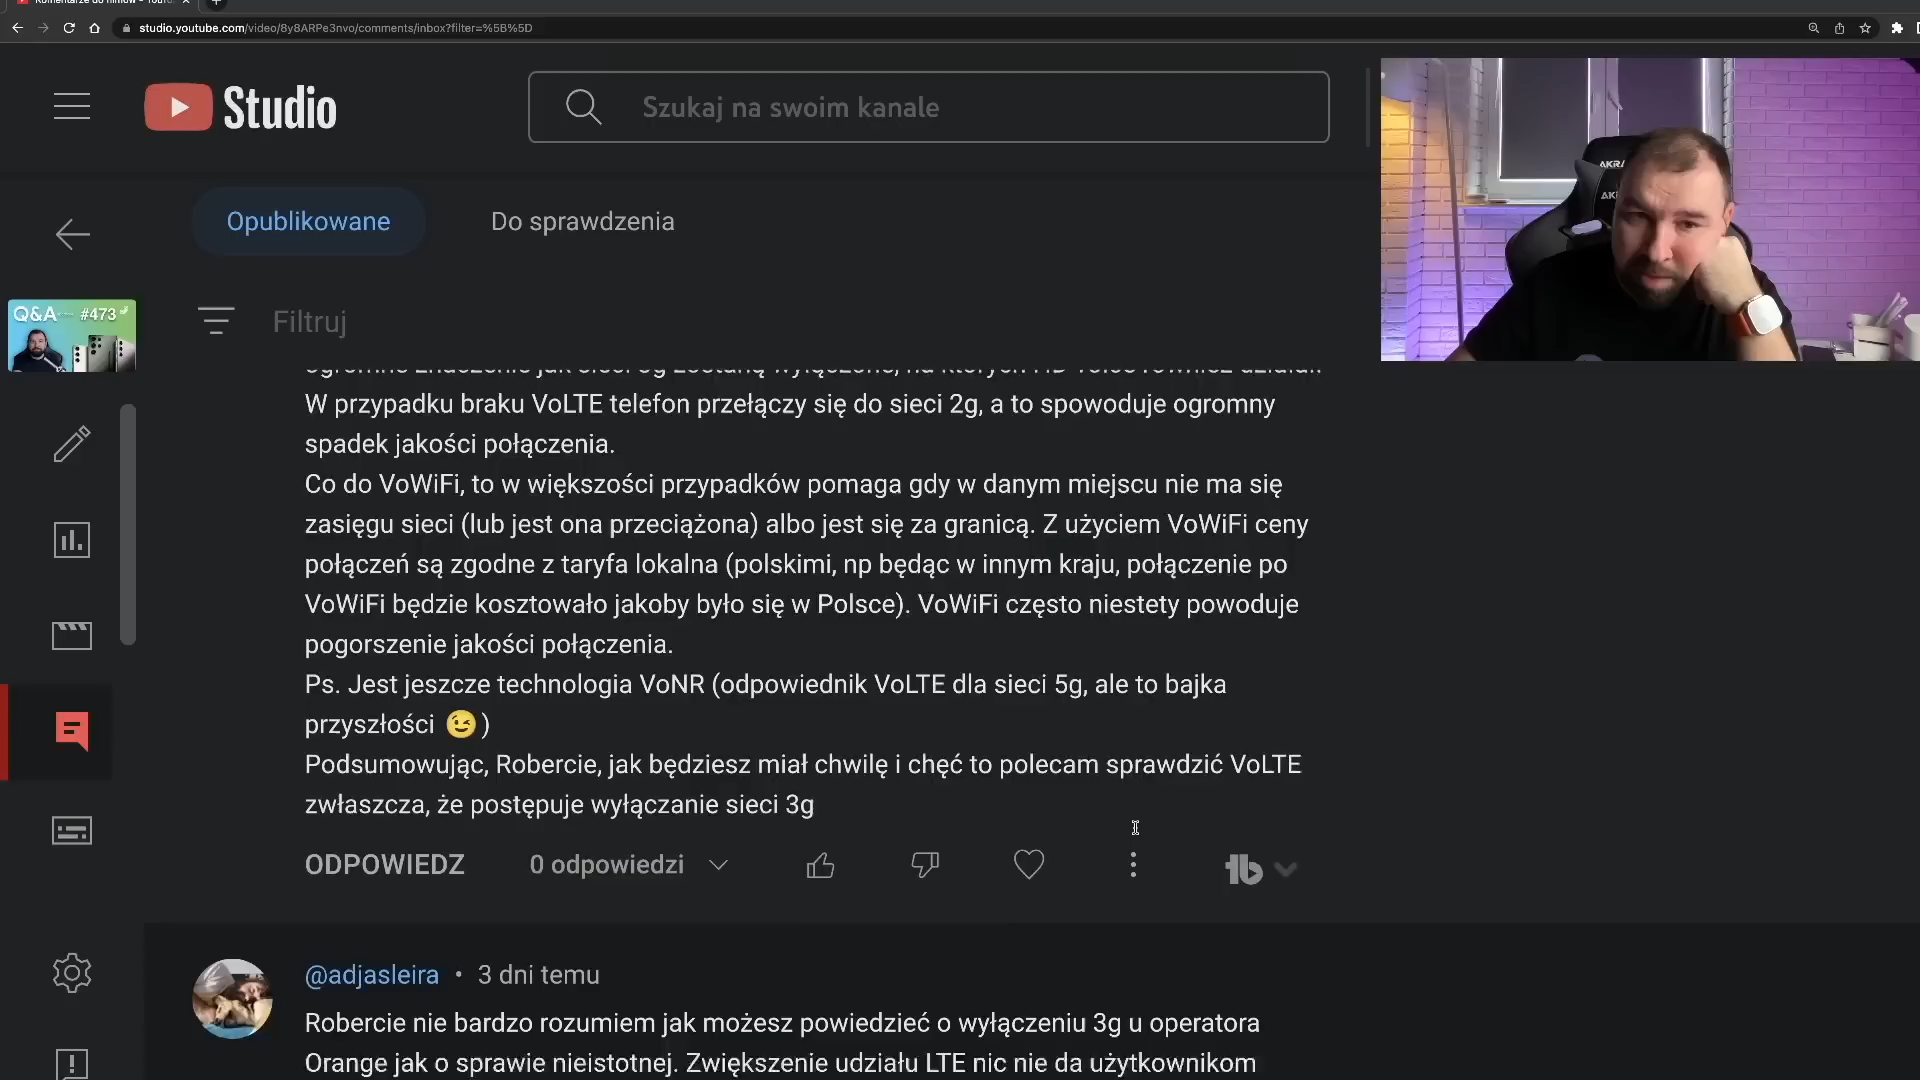 studio.youtube.com/video/8y8ARPe3nvo/comments/inbox?filter=%5B%5D
Studio
Szukaj na swoim kanale
AKRA
Opublikowane
Do sprawdzenia
Q&A #473
Filtruj
W przypadku braku VoLTE telefon przełączy się do sieci 2g, a to spowoduje ogromny
spadek jakości połączenia.
Co do VoWiFi, to w większości przypadków pomaga gdy w danym miejscu nie ma się
zasięgu sieci (lub jest ona przeciążona) albo jest się za granicą. Z użyciem VoWiFi ceny
połączeń są zgodne z taryfa lokalna (polskimi, np będąc w innym kraju, połączenie po
VoWiFi będzie kosztowało jakoby było się w Polsce). VoWiFi często niestety powoduje
pogorszenie jakości połączenia.
Ps. Jest jeszcze technologia VoNR (odpowiednik VoLTE dla sieci 5g, ale to bajka
przyszłości 😉 )
Podsumowując, Robercie, jak będziesz miał chwilę i chęć to polecam sprawdzić VoLTE
zwłaszcza, że postępuje wyłączanie sieci 3g
ODPOWIEDZ
0 odpowiedzi
@adjasleira • 3 dni temu
Robercie nie bardzo rozumiem jak możesz powiedzieć o wyłączeniu 3g u operatora
Orange jak o sprawie nieistotnej. Zwiększenie udziału LTE nic nie da użytkownikom